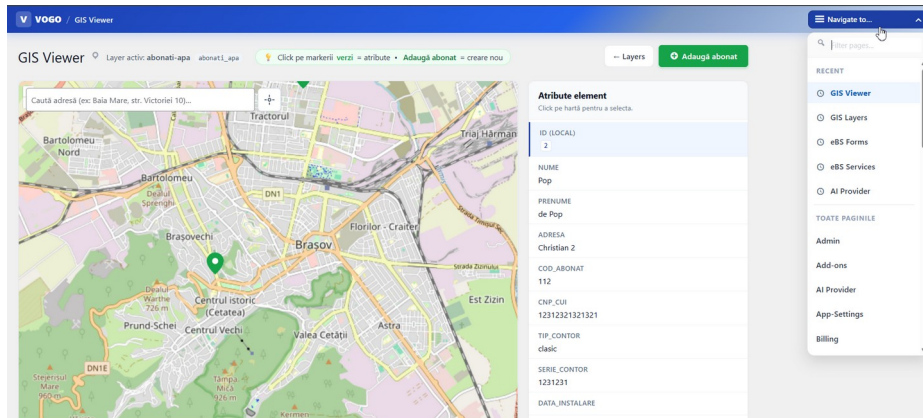 V VOGO / GIS Viewer
Navigate to...
GIS Viewer Layer activ: abonati-apa abonati_apa
Click pe markerii verzi = atribute • Adaugă abonat = creare nou
← Layers
Adaugă abonat
Caută adresă (ex: Baia Mare, str. Victoriei 10)...
Tractorul
Triaj Hărman
Bartolomeu
Nord
Bartolomeu
Dealul
Sprenghi
DN1
Florilor - Craiter
Brașovechi
Brașov
Strada Zizinului
Dealul
Warthe
726 m
Centrul istoric
(Cetatea)
Est Zizin
Prund-Schei
Centrul Vechi
Valea Cetății
Astra
DN1E
Stejerișul
Mare
960 m
Tâmpa
Mică
926 m
Atribute element
Click pe hartă pentru a selecta.
ID (LOCAL)
2
NUME
Pop
PRENUME
de Pop
ADRESA
Christian 2
COD_ABONAT
112
CNP_CUI
12312321321321
TIP_CONTOR
clasic
SERIE_CONTOR
1231231
DATA_INSTALARE
Filter pages...
RECENT
GIS Viewer
GIS Layers
eBS Forms
eBS Services
AI Provider
TOATE PAGINILE
Admin
Add-ons
AI Provider
App-Settings
Billing